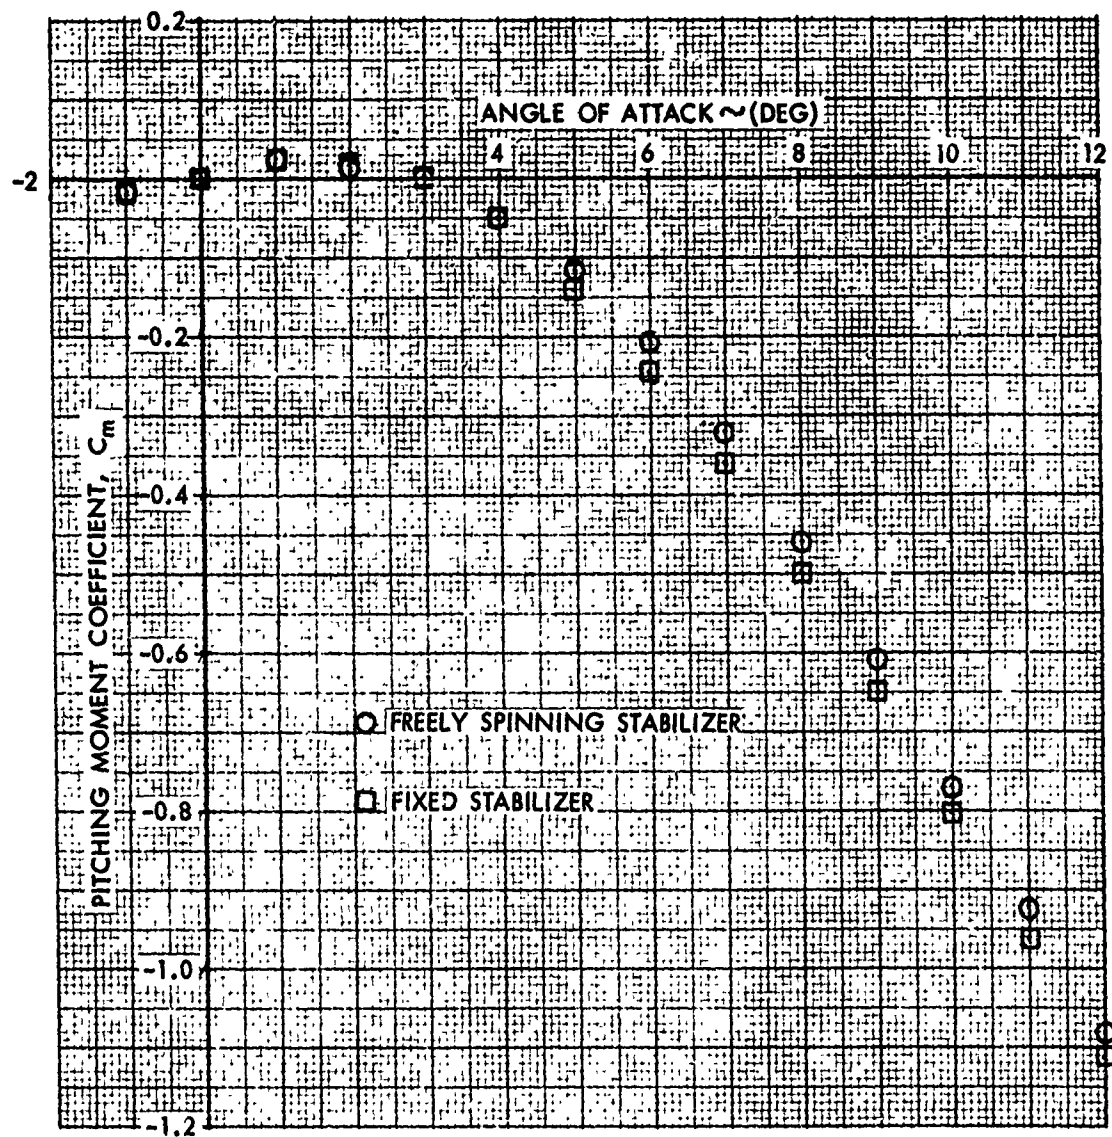 0.2
ANGLE OF ATTACK ~ (DEG)
4 6 8 10 12
-2
-0.2
-0.4
-0.6
-0.8
-1.0
-1.2
PITCHING MOMENT COEFFICIENT, Cm
FREELY SPINNING STABILIZER
FIXED STABILIZER